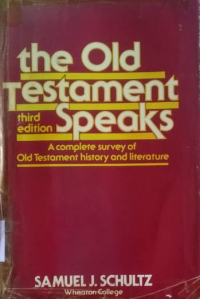 the Old
Testament
third
edition
Speaks
A complete survey of
Old Testament history and literature
SAMUEL J. SCHULTZ
Wheaton College